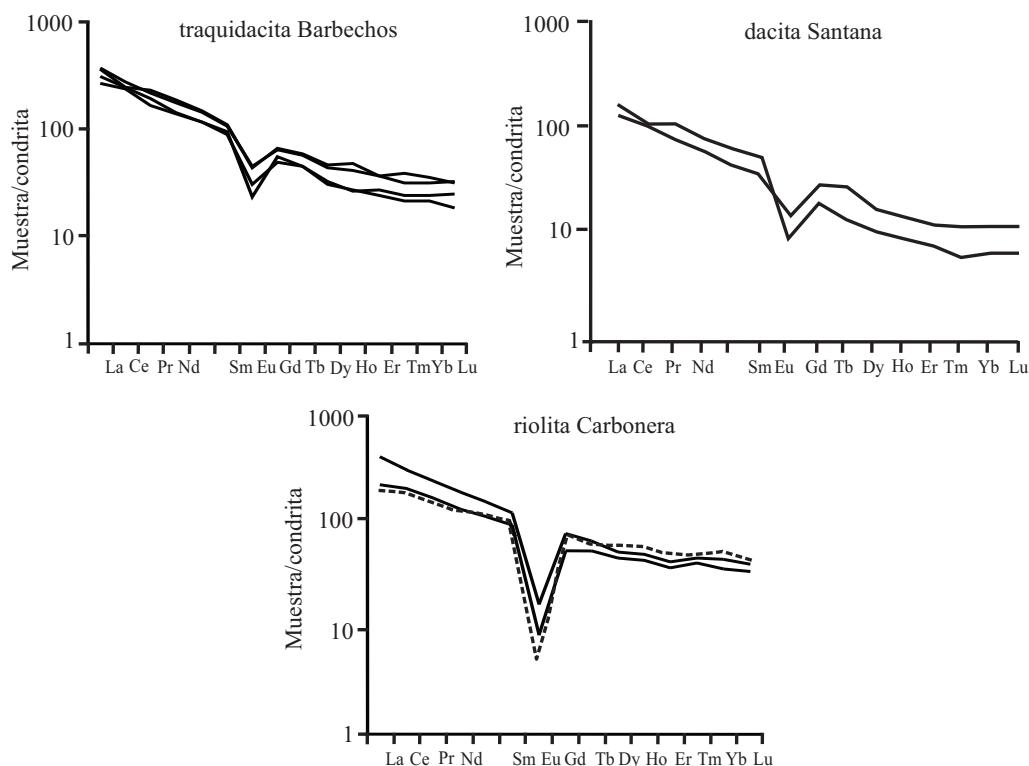 traquidacita Barbechos
1000
100
10
1
Muestra/condrita
La Ce Pr Nd Sm Eu Gd Tb Dy Ho Er Tm Yb Lu
dacita Santana
1000
100
10
1
Muestra/condrita
La Ce Pr Nd Sm Eu Gd Tb Dy Ho Er Tm Yb Lu
riolita Carbonera
1000
100
10
1
Muestra/condrita
La Ce Pr Nd Sm Eu Gd Tb Dy Ho Er Tm Yb Lu